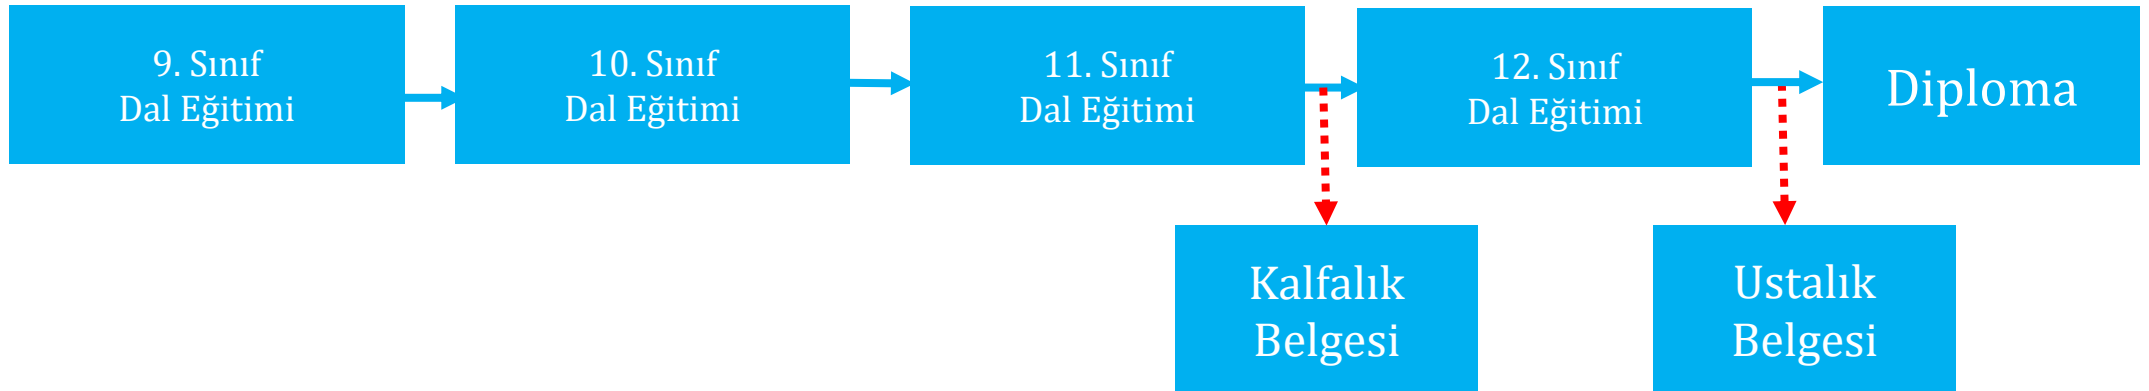 9. Sınıf
Dal Eğitimi
10. Sınıf
Dal Eğitimi
11. Sınıf
Dal Eğitimi
12. Sınıf
Dal Eğitimi
Diploma
Kalfalık
Belgesi
Ustalık
Belgesi